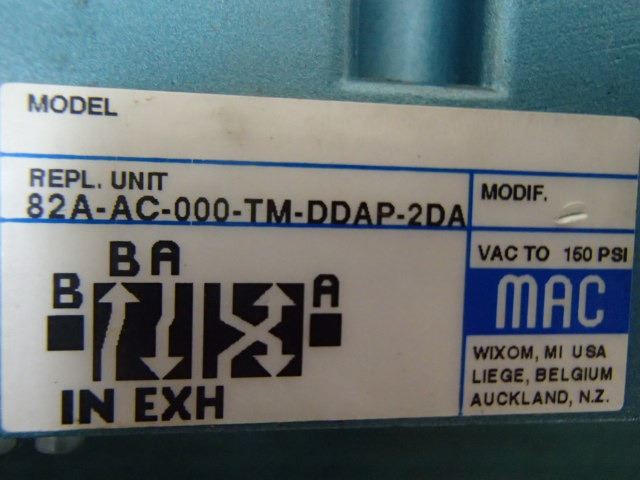 MODEL
REPL. UNIT
82A-AC-000-TM-DDAP-2DA
MODIF.
VAC TO 150 PSI
MAC
WIXOM, MI USA
LIEGE, BELGIUM
AUCKLAND, N.Z.
B A
B
A
IN EXH